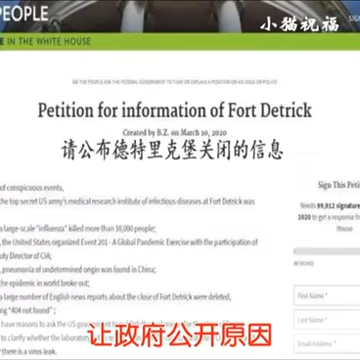 PEOPLE
小猫祝福
IN THE WHITE HOUSE
WE THE PEOPLE ASK THE FEDERAL GOVERNMENT TO TAKE OR EXPLAIN A POSITION ON AN ISSUE OR POLICY:
Petition for information of Fort Detrick
Created by B.Z. on March 10, 2020
请公布德特里克堡关闭的信息
of conspicuous events,
the top secret US army's medical research institute of infectious diseases at Fort Detrick was
a large-scale "influenza" killed more than 10,000 people;
, the United States organized Event 201 - A Global Pandemic Exercise with the participation of
uty Director of CIA;
, pneumonia of undetermined origin was found in China;
the epidemic in world broke out;
a large number of English news reports about the close of Fort Detrick were deleted,
ing "404 not found" ;
have reasons to ask the US government to
to clarify whether the laboratory
there is a virus leak.
Sign This Peti
Needs 99,912 signature
2020 to get a response fr
House
First Name *
Last Name *
让政府公开原因